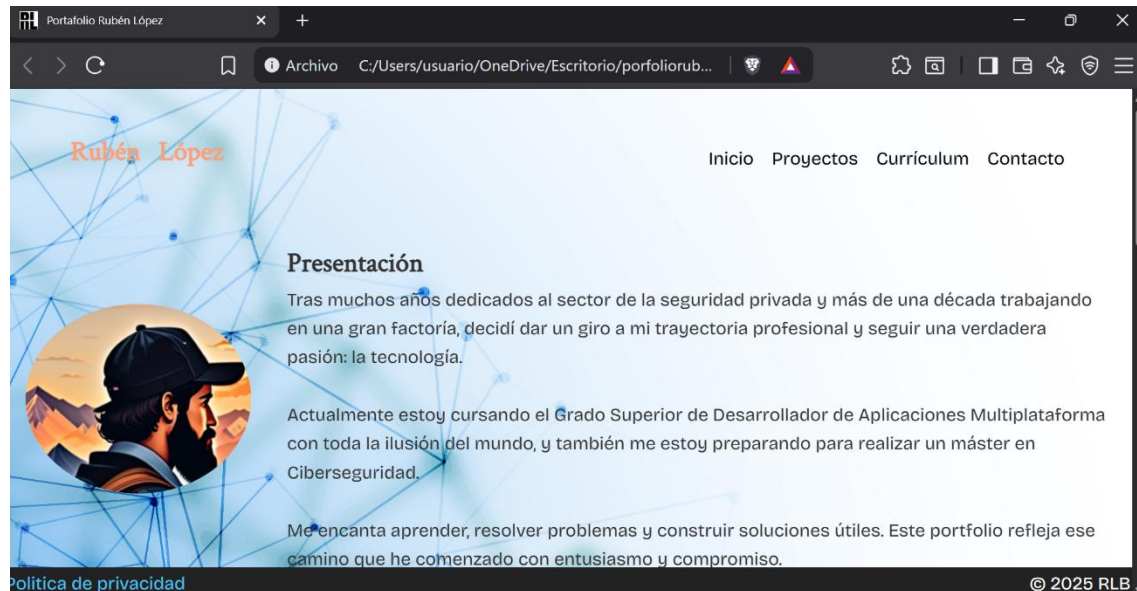 Portafolio Rubén López
Archivo C:/Users/usuario/OneDrive/Escritorio/porfoliorub...
Rubén López
Inicio Proyectos Currículum Contacto
Presentación
Tras muchos años dedicados al sector de la seguridad privada y más de una década trabajando
en una gran factoría, decidí dar un giro a mi trayectoria profesional y seguir una verdadera
pasión: la tecnología.
Actualmente estoy cursando el Grado Superior de Desarrollador de Aplicaciones Multiplataforma
con toda la ilusión del mundo, y también me estoy preparando para realizar un máster en
Ciberseguridad.
Me encanta aprender, resolver problemas y construir soluciones útiles. Este portfolio refleja ese
camino que he comenzado con entusiasmo y compromiso.
Politica de privacidad © 2025 RLB